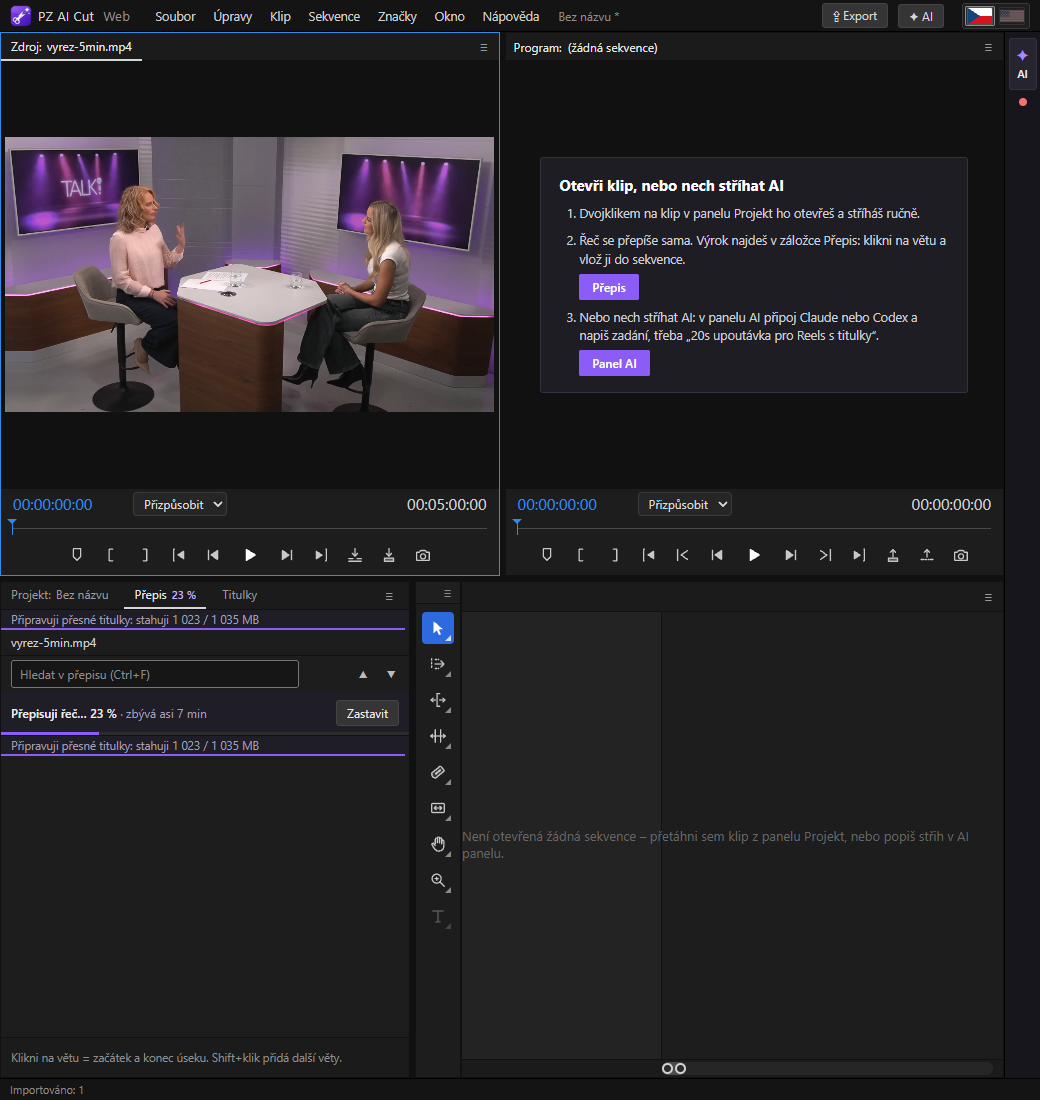 PZ AI Cut Web Soubor Úpravy Klip Sekvence Značky Okno Nápověda Bez názvu * Export AI
Zdroj: vyrez-5min.mp4
Program: (žádná sekvence)
AI
TALK!
Otevři klip, nebo nech stříhat AI
1. Dvojklikem na klip v panelu Projekt ho otevřeš a stříháš ručně.
2. Řeč se přepíše sama. Výrok najdeš v záložce Přepis: klikni na větu a
vlož ji do sekvence.
Přepis
3. Nebo nech stříhat AI: v panelu AI připoj Claude nebo Codex a
napiš zadání, třeba „20s upoutávka pro Reels s titulky“.
Panel AI
00:00:00:00 Přizpůsobit 00:05:00:00
00:00:00:00 Přizpůsobit 00:00:00:00
Projekt: Bez názvu Přepis 23 % Titulky
Připravuji přesné titulky: stahuji 1 023 / 1 035 MB
vyrez-5min.mp4
Hledat v přepisu (Ctrl+F)
Přepisuji řeč... 23 % · zbývá asi 7 min Zastavit
Připravuji přesné titulky: stahuji 1 023 / 1 035 MB
T
Není otevřená žádná sekvence – přetáhni sem klip z panelu Projekt, nebo popiš střih v AI
panelu.
Klikni na větu = začátek a konec úseku. Shift+klik přidá další věty.
Importováno: 1